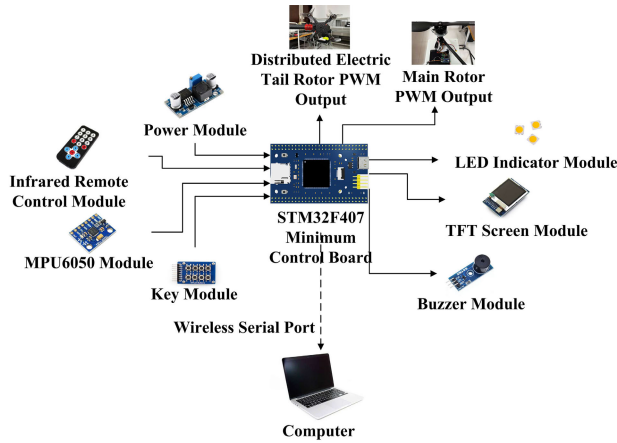 Distributed Electric
Tail Rotor PWM
Output
Main Rotor
PWM Output
Power Module
LED Indicator Module
Infrared Remote
Control Module
STM32F407
Minimum
Control Board
TFT Screen Module
MPU6050 Module
Key Module
Buzzer Module
Wireless Serial Port
Computer